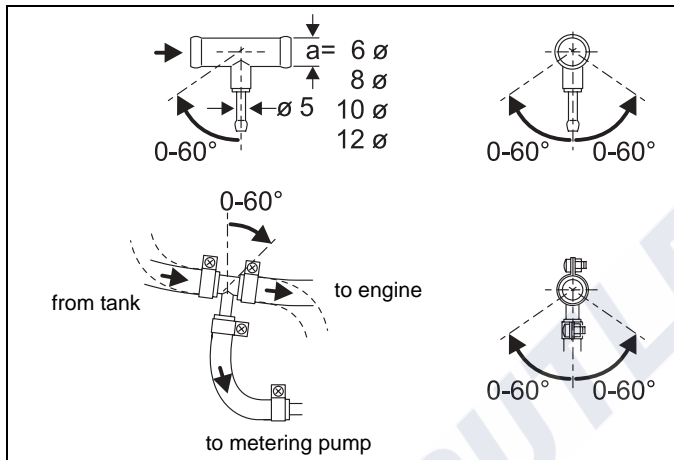 a= 6 ø
8 ø
10 ø
12 ø
ø 5
0-60°
0-60° 0-60°
0-60°
from tank
to engine
to metering pump
0-60° 0-60°